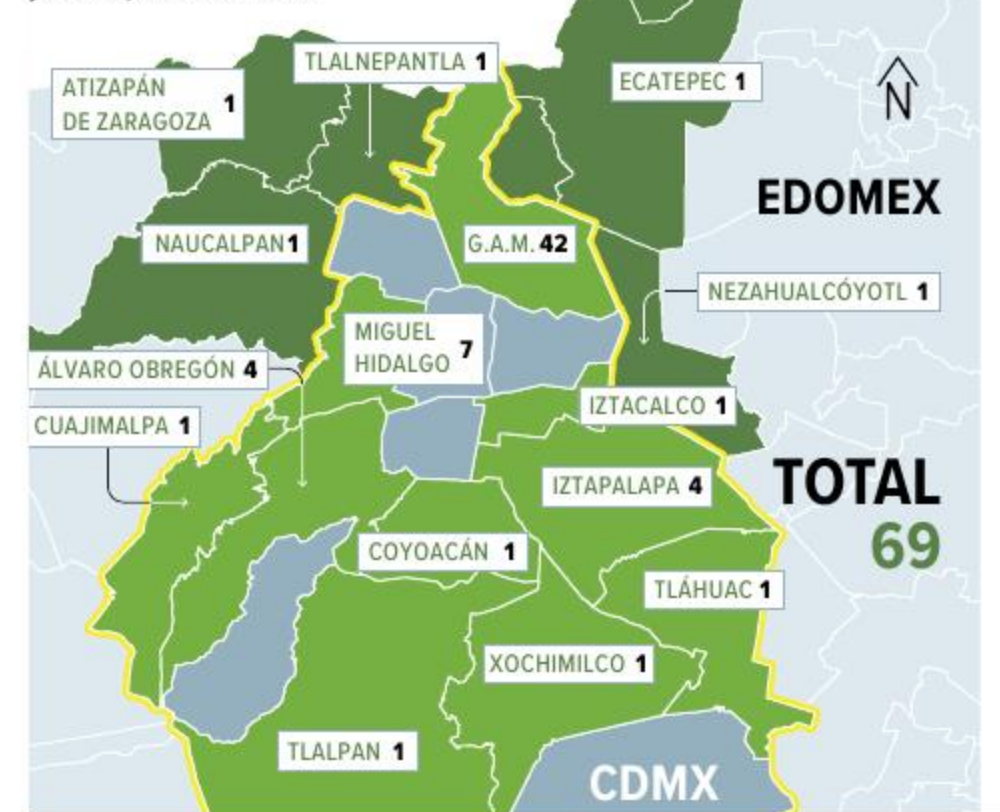 TLALNEPANTLA 1
ECATEPEC 1
ATIZAPÁN
DE ZARAGOZA 1
N
EDOMEX
NAUCALPAN 1
G.A.M. 42
NEZAHUALCÓYOTL 1
MIGUEL
HIDALGO 7
ÁLVARO OBREGÓN 4
IZTACALCO 1
CUAJIMALPA 1
TOTAL
69
IZTAPALAPA 4
COYOACÁN 1
TLÁHUAC 1
XOCHIMILCO 1
TLALPAN 1
CDMX